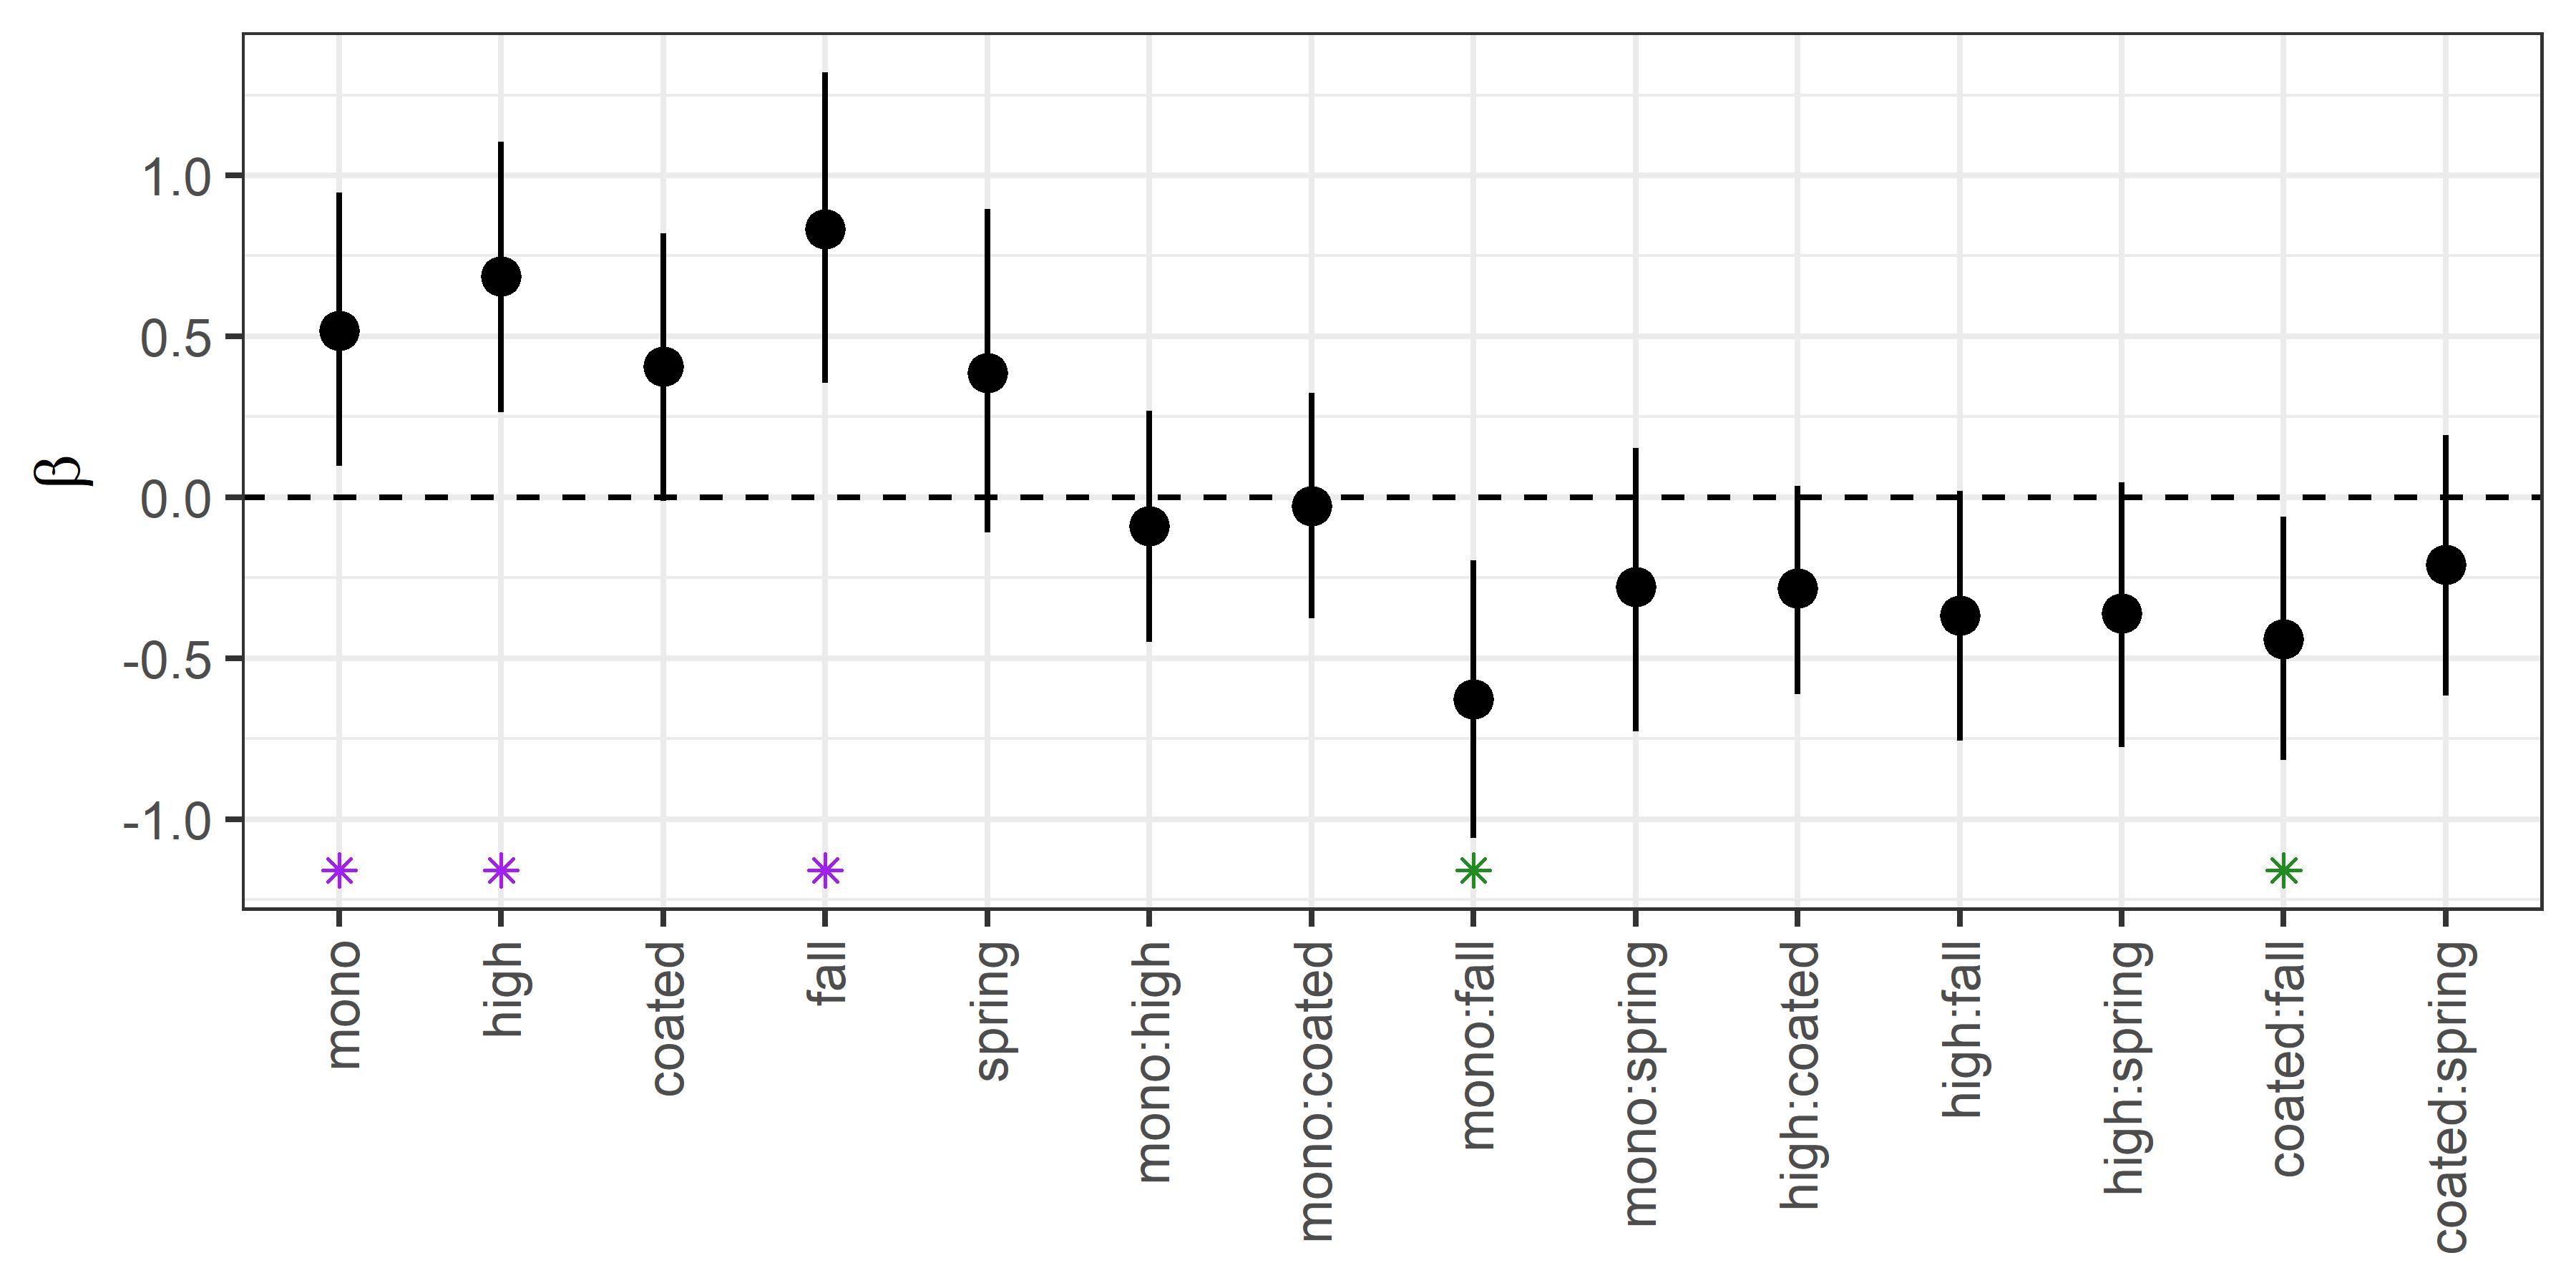 β
1.0
0.5
0.0
-0.5
-1.0
mono
high
coated
fall
spring
mono:high
mono:coated
mono:fall
mono:spring
high:coated
high:fall
high:spring
coated:fall
coated:spring